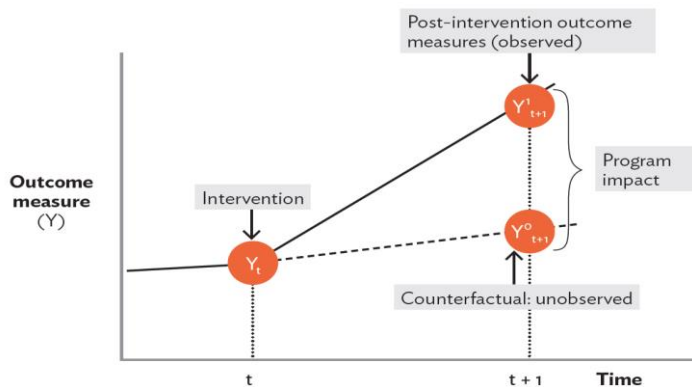 Post-intervention outcome
measures (observed)
Y¹ₜ₊₁
Program
impact
Outcome
measure
(Y)
Intervention
Yₜ
Y⁰ₜ₊₁
Counterfactual: unobserved
t
t + 1
Time